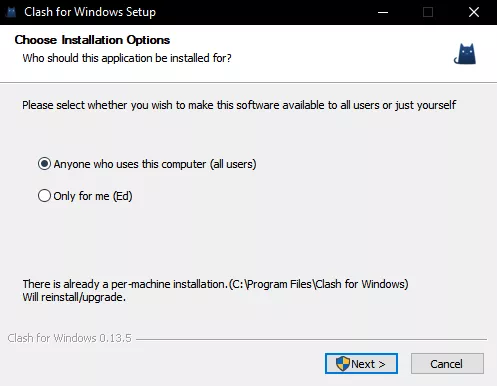 Clash for Windows Setup
Choose Installation Options
Who should this application be installed for?
Please select whether you wish to make this software available to all users or just yourself
Anyone who uses this computer (all users)
Only for me (Ed)
There is already a per-machine installation.(C:\Program Files\Clash for Windows)
Will reinstall/upgrade.
Clash for Windows 0.13.5
Next >
Cancel